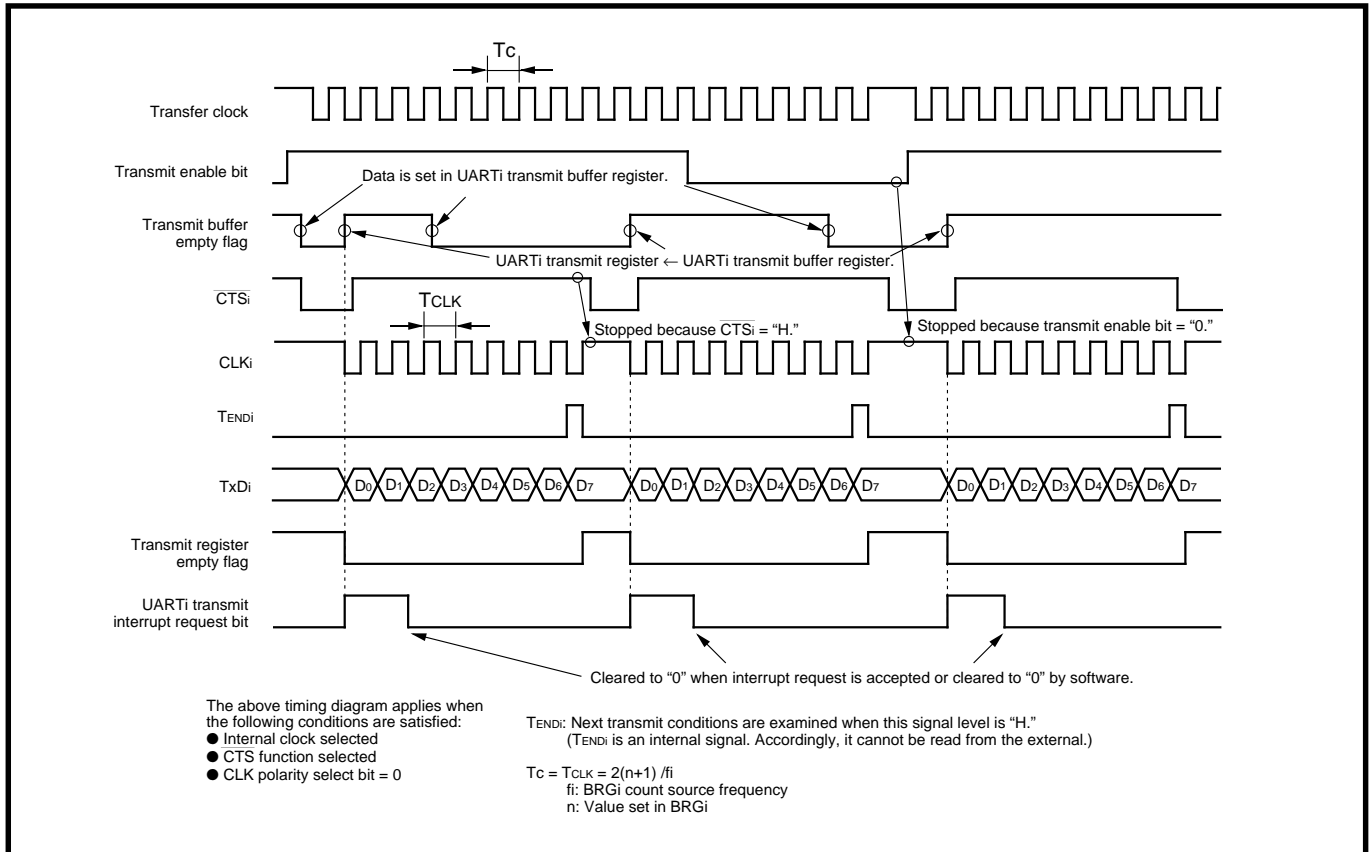 Tc
Transfer clock
Transmit enable bit
Data is set in UARTi transmit buffer register.
Transmit buffer
empty flag
UARTi transmit register ← UARTi transmit buffer register.
CTSi
TCLK
Stopped because CTSi = “H.”
Stopped because transmit enable bit = “0.”
CLKi
TENDi
TxDi
D0 D1 D2 D3 D4 D5 D6 D7 D0 D1 D2 D3 D4 D5 D6 D7 D0 D1 D2 D3 D4 D5 D6 D7
Transmit register
empty flag
UARTi transmit
interrupt request bit
Cleared to “0” when interrupt request is accepted or cleared to “0” by software.
The above timing diagram applies when
the following conditions are satisfied:
● Internal clock selected
● CTS function selected
● CLK polarity select bit = 0
TENDi: Next transmit conditions are examined when this signal level is “H.”
(TENDi is an internal signal. Accordingly, it cannot be read from the external.)
Tc = TCLK = 2(n+1) /fi
fi: BRGi count source frequency
n: Value set in BRGi